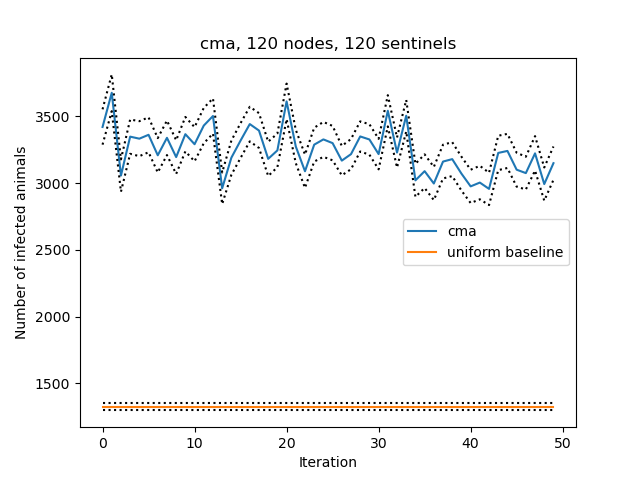 cma, 120 nodes, 120 sentinels
Number of infected animals
3500
3000
2500
2000
1500
cma
uniform baseline
0 10 20 30 40 50
Iteration